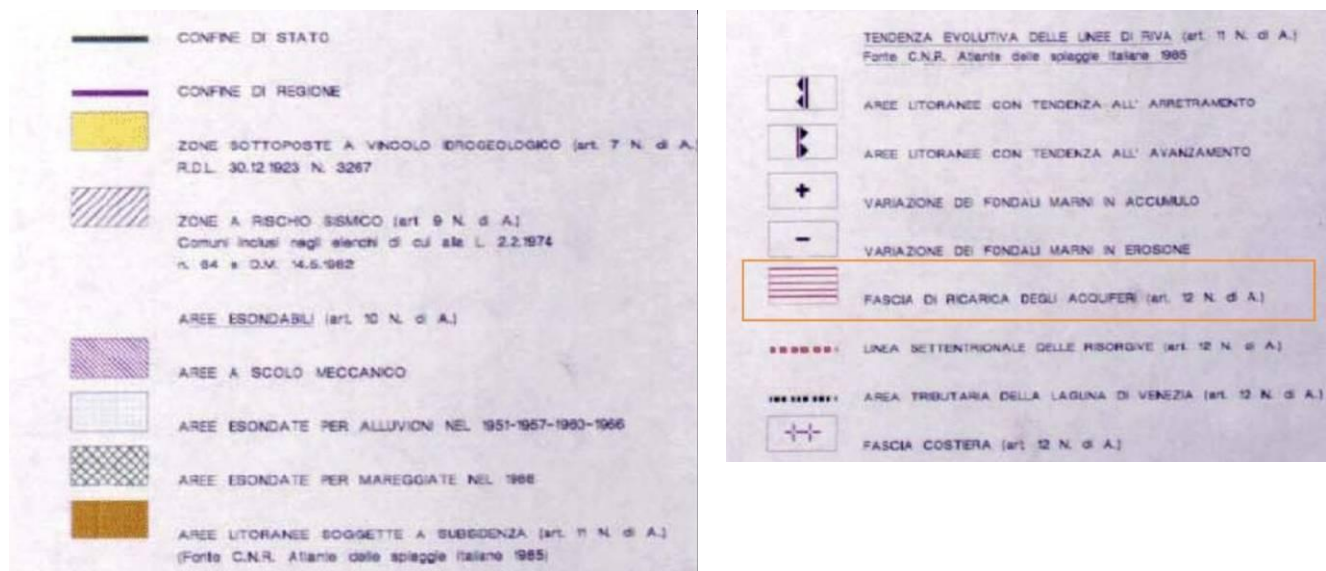 CONFINE DI STATO
CONFINE DI REGIONE
ZONE SOTTOPOSTE A VINCOLO IDROGEOLOGICO (art. 7 N. di A.)
R.D.L. 30.12.1923 N. 3267
ZONE A RISCHIO SISMICO (art 9 N. di A.)
Comuni inclusi negli elenchi di cui alla L. 2.2.1974
n. 64 e D.M. 14.5.1982
AREE ESONDABILI (art. 10 N. di A.)
AREE A SCOLO MECCANICO
AREE ESONDATE PER ALLUVIONI NEL 1951-1957-1960-1966
AREE ESONDATE PER MAREGGIATE NEL 1966
AREE LITORANEE SOGGETTE A SUBSIDENZA (art. 11 N. di A.)
(Fonte C.N.R. Atlante delle spiagge italiane 1985)
TENDENZA EVOLUTIVA DELLE LINEE DI RIVA (art. 11 N. di A.)
Fonte C.N.R. Atlante delle spiaggie italiane 1985
AREE LITORANEE CON TENDENZA ALL' ARRETRAMENTO
AREE LITORANEE CON TENDENZA ALL' AVANZAMENTO
VARIAZIONE DEI FONDALI MARINI IN ACCUMULO
VARIAZIONE DEI FONDALI MARINI IN EROSIONE
FASCIA DI RICARICA DEGLI ACQUIFERI (art. 12 N. di A.)
LINEA SETTENTRIONALE DELLE RISORGIVE (art. 12 N. di A.)
AREA TRIBUTARIA DELLA LAGUNA DI VENEZIA (art. 12 N. di A.)
FASCIA COSTIERA (art. 12 N. di A.)